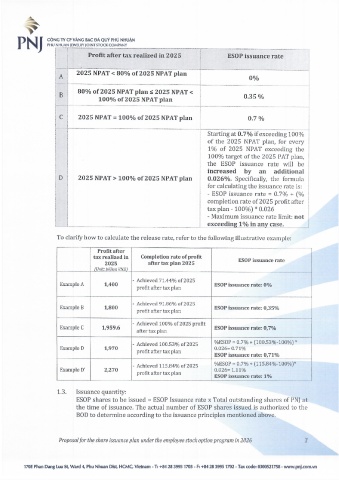 PNJ
CÔNG TY CP VÀNG BẠC ĐÁ QUÝ PHÚ NHUẬN
PHU NHUAN JEWELRY JOINT STOCK COMPANY
Profit after tax realized in 2025
ESOP issuance rate
A
2025 NPAT < 80% of 2025 NPAT plan
0%
B
80% of 2025 NPAT plan ≤ 2025 NPAT <
100% of 2025 NPAT plan
0.35 %
C
2025 NPAT = 100% of 2025 NPAT plan
0.7 %
D
2025 NPAT > 100% of 2025 NPAT plan
Starting at 0.7% if exceeding 100%
of the 2025 NPAT plan, for every
1% of 2025 NPAT exceeding the
100% target of the 2025 PAT plan,
the ESOP issuance rate will be
increased by an additional
0.026%. Specifically, the formula
for calculating the issuance rate is:
- ESOP issuance rate = 0.7% + (%
completion rate of 2025 profit after
tax plan - 100%) * 0.026
- Maximum issuance rate limit: not
exceeding 1% in any case.
To clarify how to calculate the release rate, refer to the following illustrative example:
Profit after
tax realized in
2025
Completion rate of profit
after tax plan 2025
ESOP issuance rate
Example A
1,400
- Achieved 71.44% of 2025
profit after tax plan
ESOP issuance rate: 0%
Example B
1,800
- Achieved 91.86% of 2025
profit after tax plan
ESOP issuance rate: 0,35%
Example C
1,959.6
- Achieved 100% of 2025 profit
after tax plan
ESOP issuance rate: 0,7%
Example D
1,970
- Achieved 100.53% of 2025
profit after tax plan
%ESOP = 0.7% + (100.53%-100%) *
0.026= 0.71%
ESOP issuance rate: 0,71%
Example D'
2,270
- Achieved 115.84% of 2025
profit after tax plan
%ESOP = 0.7% + (115.84%-100%)*
0.026= 1.11%
ESOP issuance rate: 1%
1.3. Issuance quantity:
ESOP shares to be issued = ESOP Issuance rate x Total outstanding shares of PNJ at
the time of issuance. The actual number of ESOP shares issued is authorized to the
BOD to determine according to the issuance principles mentioned above.
Proposal for the share issuance plan under the employee stock option program in 2026
2
170E Phan Dang Luu St, Ward 4, Phu Nhuan Dist, HCMC, Vietnam - T: +84 28 3995 1703 - F: +84 28 3995 1702 - Tax code: 0300521758 - www.pnj.com.vn